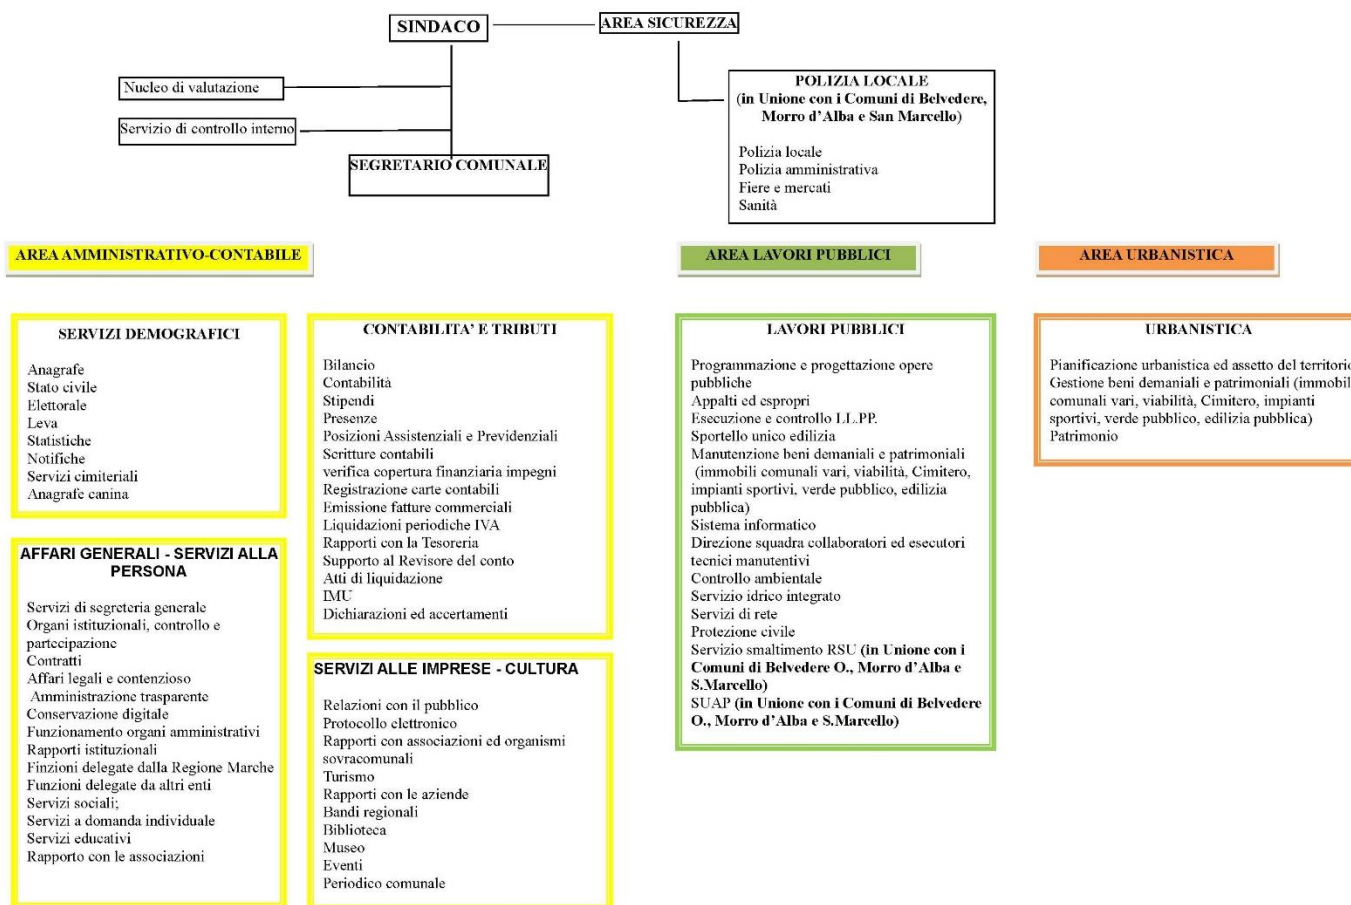 SINDACO
AREA SICUREZZA
Nucleo di valutazione
Servizio di controllo interno
SEGRETARIO COMUNALE
POLIZIA LOCALE
(in Unione con i Comuni di Belvedere,
Morro d'Alba e San Marcello)
Polizia locale
Polizia amministrativa
Fiere e mercati
Sanità
AREA AMMINISTRATIVO-CONTABILE
AREA LAVORI PUBBLICI
AREA URBANISTICA
SERVIZI DEMOGRAFICI
Anagrafe
Stato civile
Elettorale
Leva
Statistiche
Notifiche
Servizi cimiteriali
Anagrafe canina
AFFARI GENERALI - SERVIZI ALLA
PERSONA
Servizi di segreteria generale
Organi istituzionali, controllo e
partecipazione
Contratti
Affari legali e contenzioso
Amministrazione trasparente
Conservazione digitale
Funzionamento organi amministrativi
Rapporti istituzionali
Finzioni delegate dalla Regione Marche
Funzioni delegate da altri enti
Servizi sociali;
Servizi a domanda individuale
Servizi educativi
Rapporto con le associazioni
CONTABILITA' E TRIBUTI
Bilancio
Contabilità
Stipendi
Presenze
Posizioni Assistenziali e Previdenziali
Scritture contabili
verifica copertura finanziaria impegni
Registrazione carte contabili
Emissione fatture commerciali
Liquidazioni periodiche IVA
Rapporti con la Tesoreria
Supporto al Revisore del conto
Atti di liquidazione
IMU
Dichiarazioni ed accertamenti
SERVIZI ALLE IMPRESE - CULTURA
Relazioni con il pubblico
Protocollo elettronico
Rapporti con associazioni ed organismi
sovracomunali
Turismo
Rapporti con le aziende
Bandi regionali
Biblioteca
Museo
Eventi
Periodico comunale
LAVORI PUBBLICI
Programmazione e progettazione opere
pubbliche
Appalti ed espropri
Esecuzione e controllo LL.PP.
Sportello unico edilizia
Manutenzione beni demaniali e patrimoniali
(immobili comunali vari, viabilità, Cimitero,
impianti sportivi, verde pubblico, edilizia
pubblica)
Sistema informatico
Direzione squadra collaboratori ed esecutori
tecnici manutentivi
Controllo ambientale
Servizio idrico integrato
Servizi di rete
Protezione civile
Servizio smaltimento RSU (in Unione con i
Comuni di Belvedere O., Morro d'Alba e
S.Marcello)
SUAP (in Unione con i Comuni di Belvedere
O., Morro d'Alba e S.Marcello)
URBANISTICA
Pianificazione urbanistica ed assetto del territorio
Gestione beni demaniali e patrimoniali (immobil
comunali vari, viabilità, Cimitero, impianti
sportivi, verde pubblico, edilizia pubblica)
Patrimonio